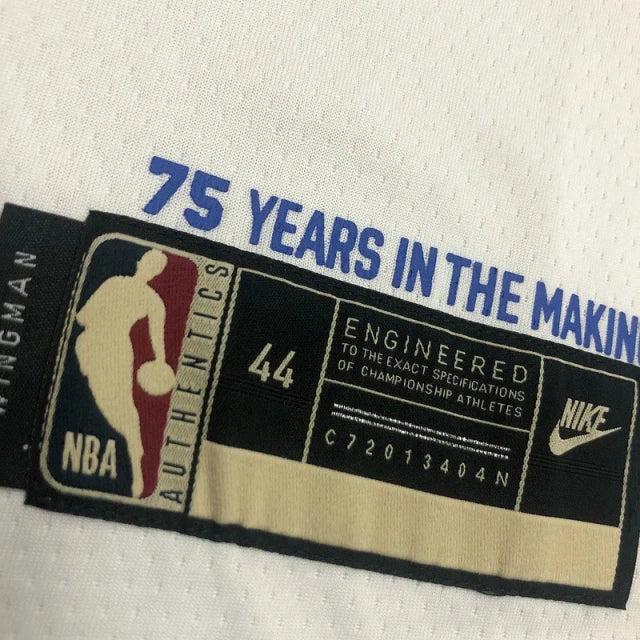 75 YEARS IN THE MAKIN
WINGMAN
NBA
AUTHENTICS
44
ENGINEERED
TO THE EXACT SPECIFICATIONS
OF CHAMPIONSHIP ATHLETES
C72013404N
NIKE